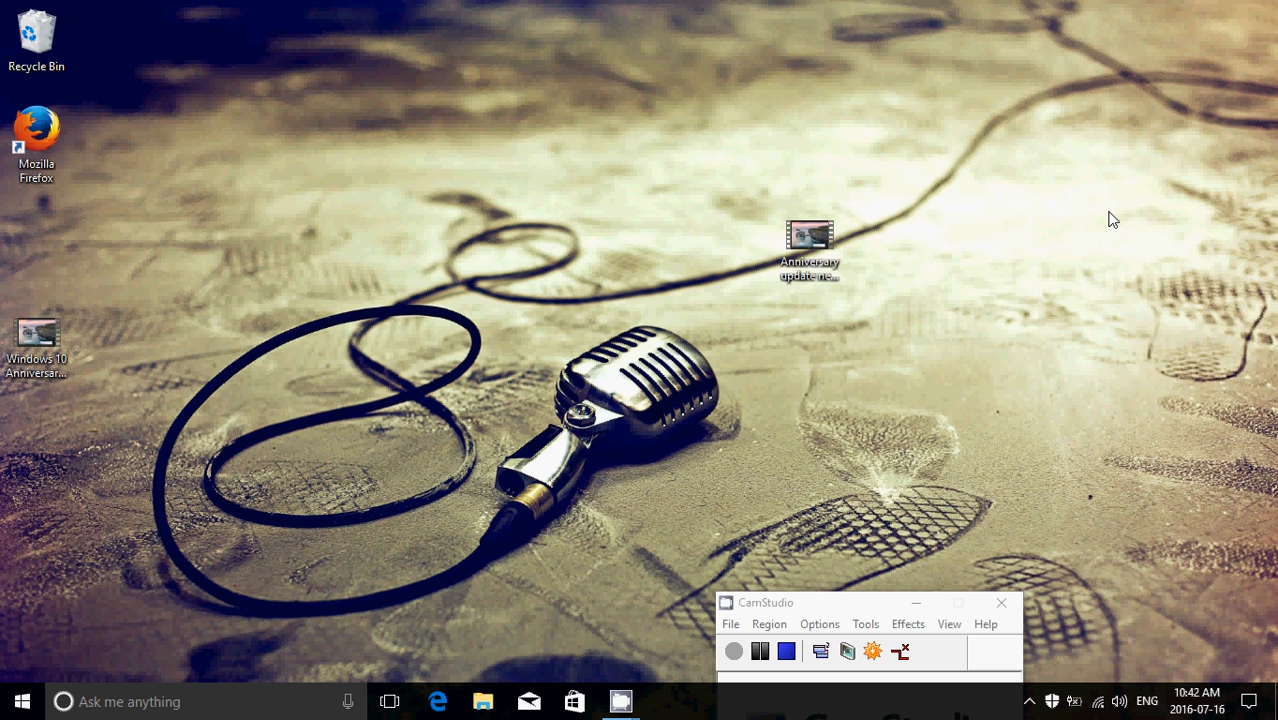 Recycle Bin
Mozilla
Firefox
Anniversary
update ne...
Windows 10
Anniversar...
CamStudio
File Region Options Tools Effects View Help
Ask me anything
ENG
10:42 AM
2016-07-16